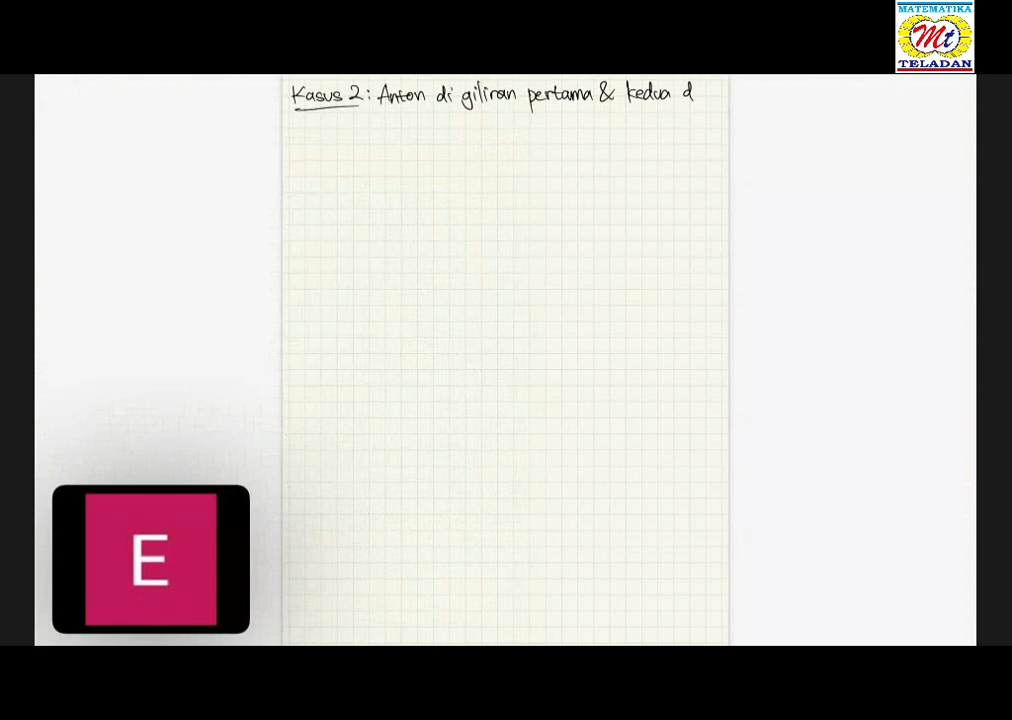 MATEMATIKA
Mt
TELADAN
Kasus 2: Anton di giliran pertama & kedua d
E